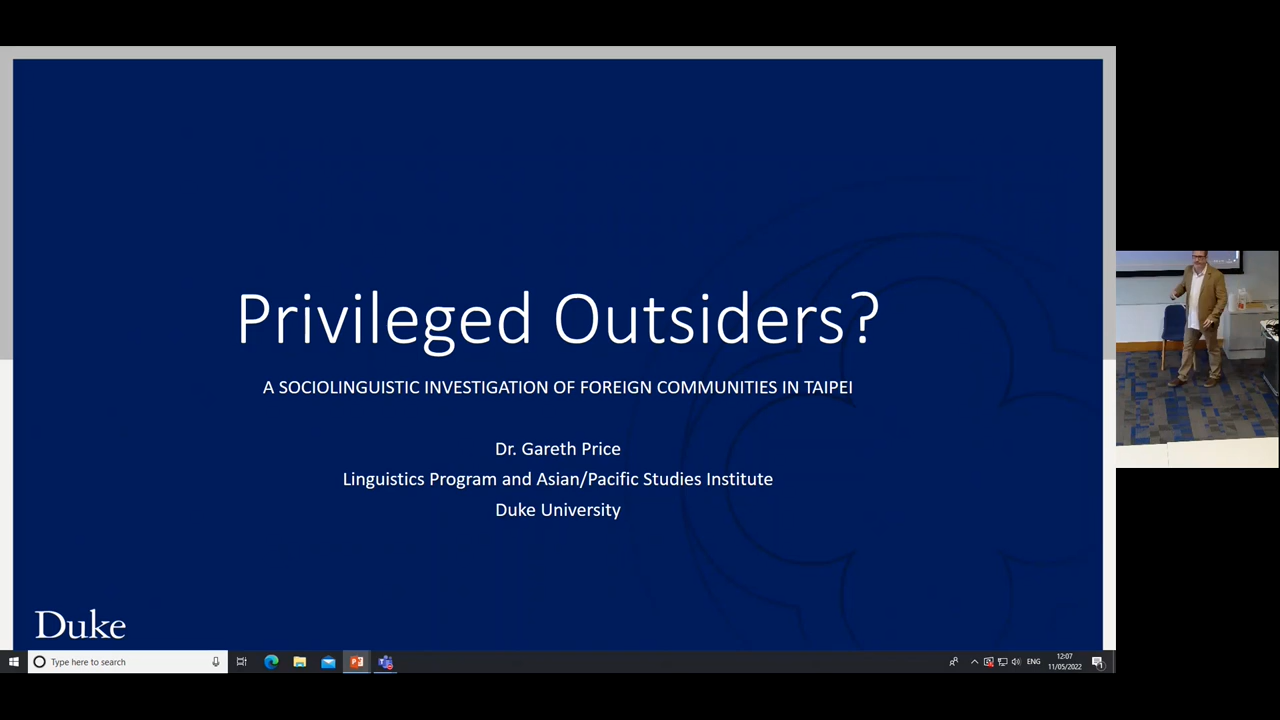 Privileged Outsiders?
A SOCIOLINGUISTIC INVESTIGATION OF FOREIGN COMMUNITIES IN TAIPEI
Dr. Gareth Price
Linguistics Program and Asian/Pacific Studies Institute
Duke University
Duke
Type here to search
ENG
12:07
11/05/2022